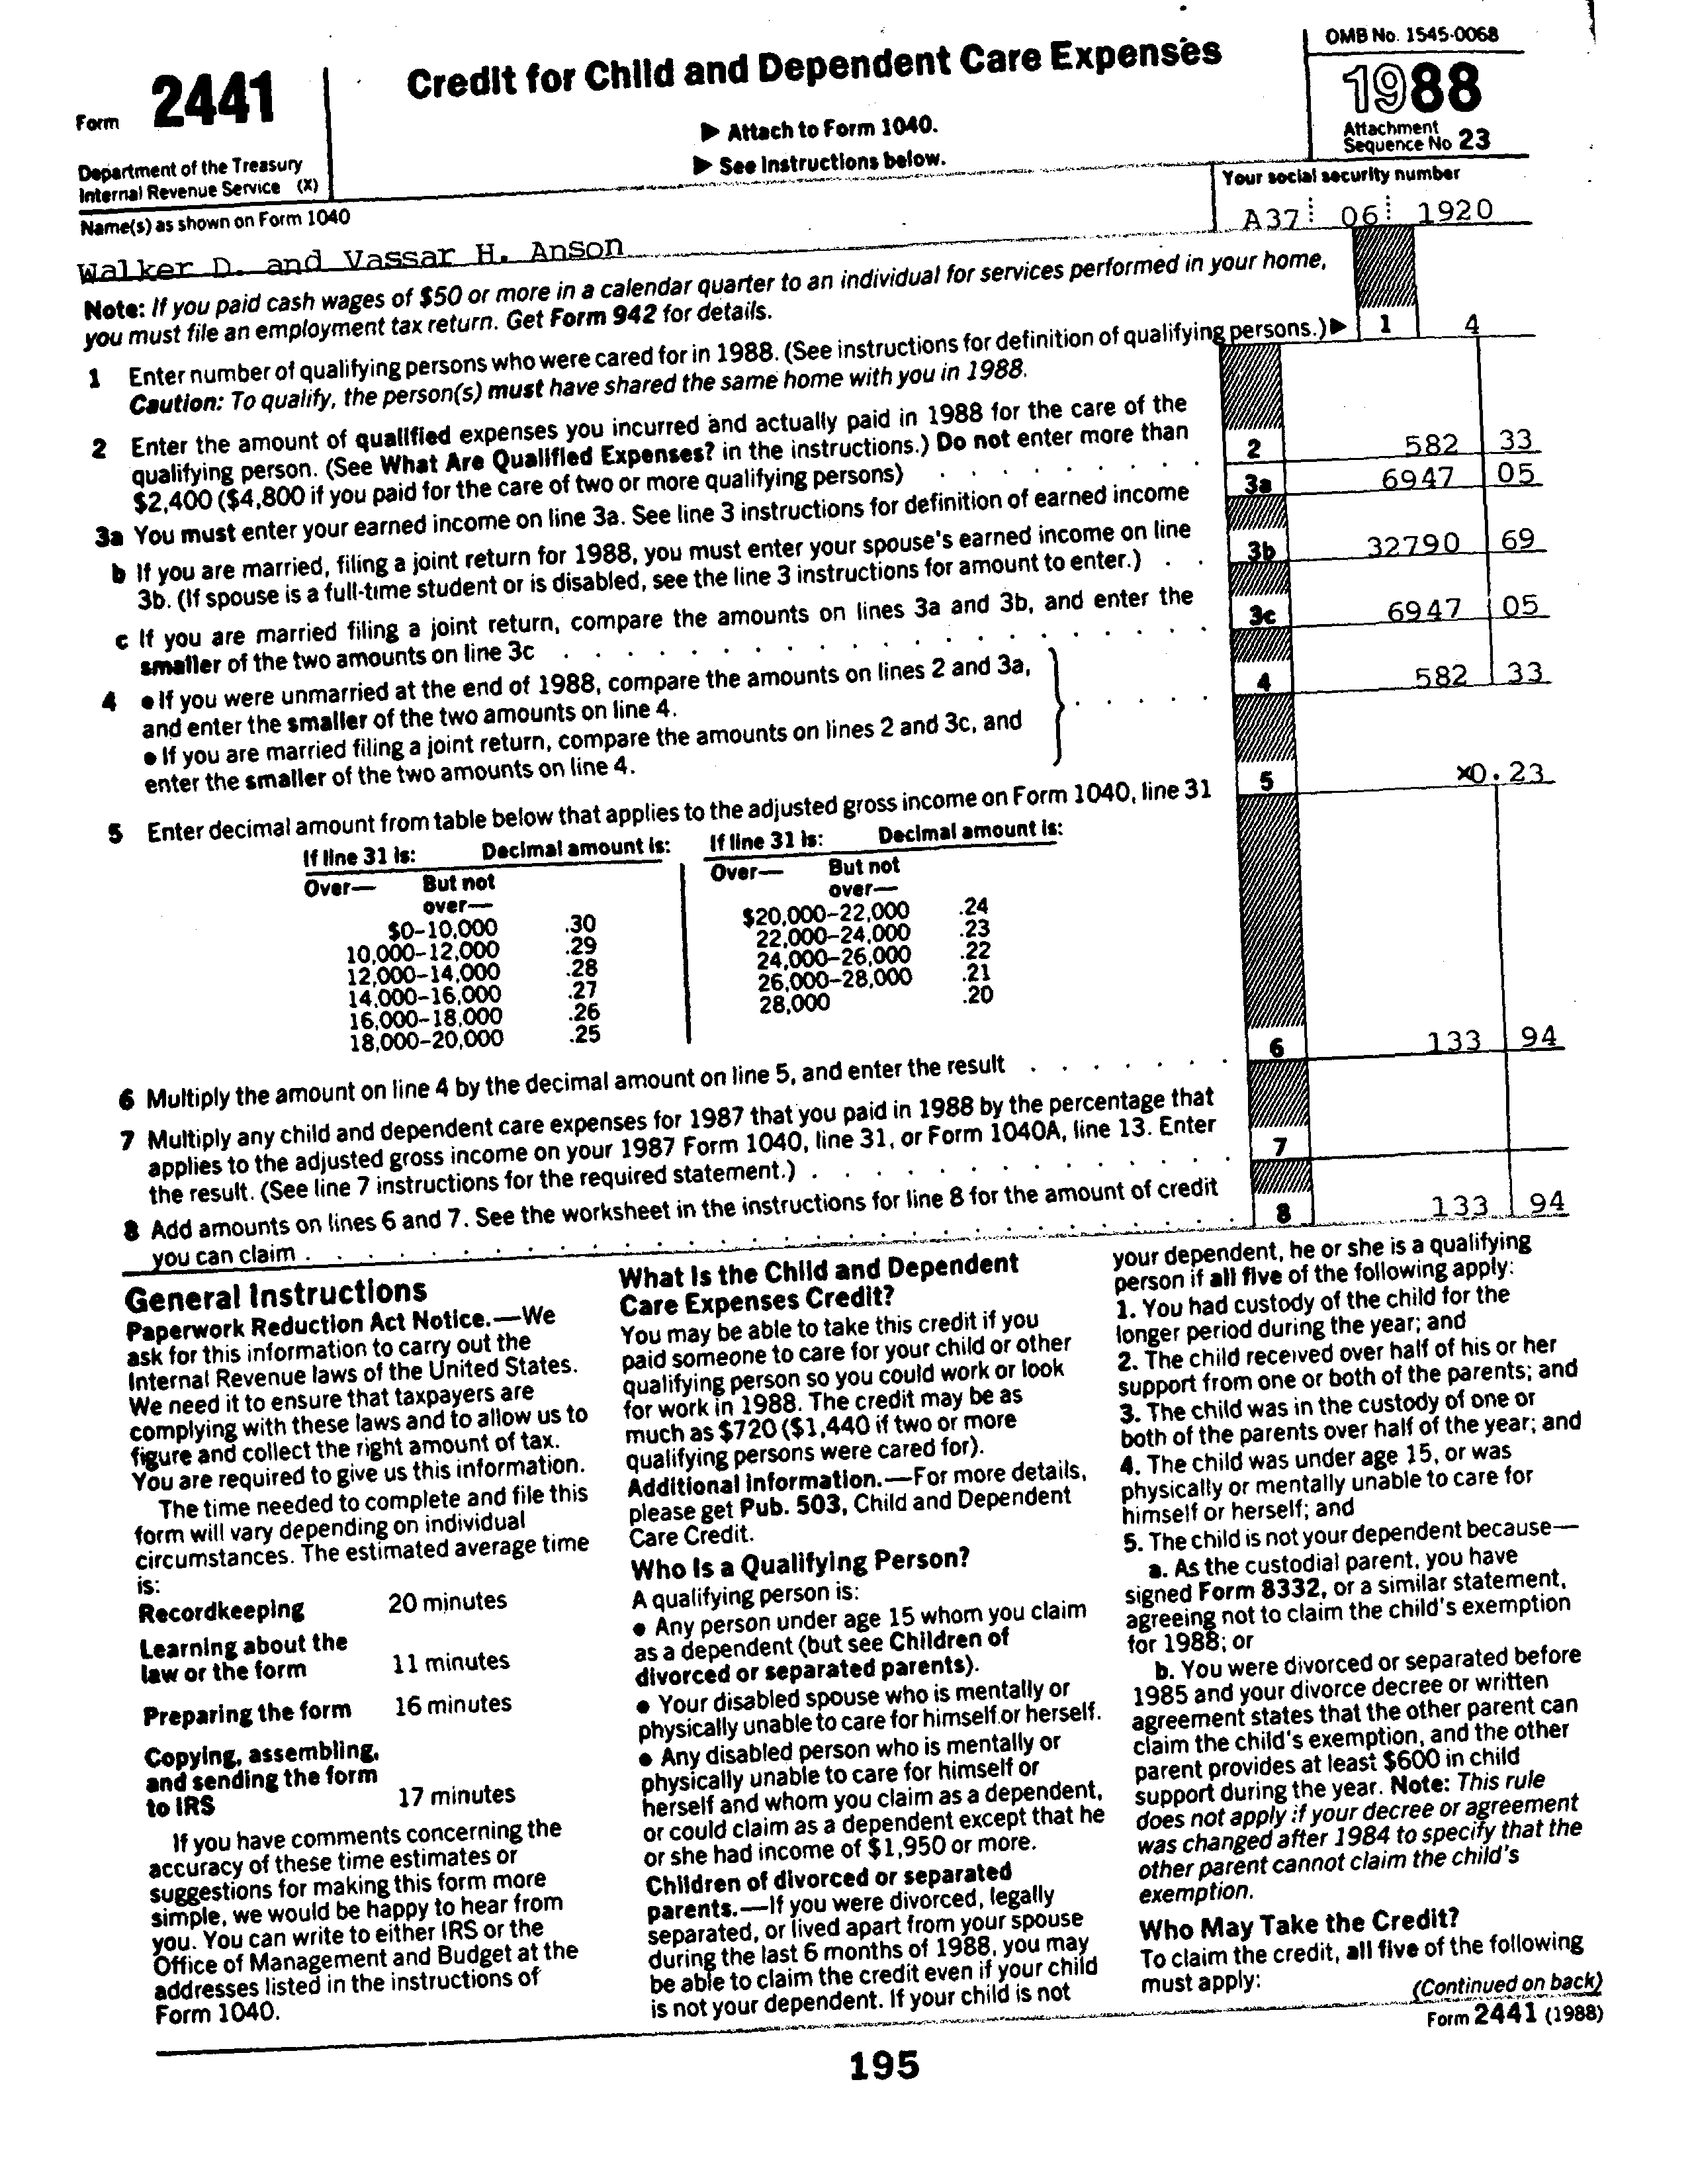 Form 2441
Department of the Treasury
Internal Revenue Service (X)
Credit for Child and Dependent Care Expenses
▶ Attach to Form 1040.
▶ See Instructions below.
OMB No. 1545-0068
1988
Attachment
Sequence No 23
Name(s) as shown on Form 1040
Walker D. and Vassar H. Anson
Your social security number
A37 06 1920
Note: If you paid cash wages of $50 or more in a calendar quarter to an individual for services performed in your home,
you must file an employment tax return. Get Form 942 for details.
1 Enter number of qualifying persons who were cared for in 1988. (See instructions for definition of qualifying persons.) ▶ 1 4
Caution: To qualify, the person(s) must have shared the same home with you in 1988.
2 Enter the amount of qualified expenses you incurred and actually paid in 1988 for the care of the
qualifying person. (See What Are Qualified Expenses? in the instructions.) Do not enter more than
$2,400 ($4,800 if you paid for the care of two or more qualifying persons) . . . . . . . . . 2 582 33
3a You must enter your earned income on line 3a. See line 3 instructions for definition of earned income 3a 6947 05
b If you are married, filing a joint return for 1988, you must enter your spouse's earned income on line
3b. (If spouse is a full-time student or is disabled, see the line 3 instructions for amount to enter.) . . 3b 32790 69
c If you are married filing a joint return, compare the amounts on lines 3a and 3b, and enter the
smaller of the two amounts on line 3c . . . . . . . . . . . . . . . . . 3c 6947 05
4 ● If you were unmarried at the end of 1988, compare the amounts on lines 2 and 3a,
and enter the smaller of the two amounts on line 4.
● If you are married filing a joint return, compare the amounts on lines 2 and 3c, and
enter the smaller of the two amounts on line 4. . . . . . 4 582 33
5 Enter decimal amount from table below that applies to the adjusted gross income on Form 1040, line 31 5 ×0.23
If line 31 is: Decimal amount is: If line 31 is: Decimal amount is:
Over— But not over— Over— But not over—
$0–10,000 .30 $20,000–22,000 .24
10,000–12,000 .29 22,000–24,000 .23
12,000–14,000 .28 24,000–26,000 .22
14,000–16,000 .27 26,000–28,000 .21
16,000–18,000 .26 28,000 .20
18,000–20,000 .25
6 Multiply the amount on line 4 by the decimal amount on line 5, and enter the result . . . . . . . 6 133 94
7 Multiply any child and dependent care expenses for 1987 that you paid in 1988 by the percentage that
applies to the adjusted gross income on your 1987 Form 1040, line 31, or Form 1040A, line 13. Enter
the result. (See line 7 instructions for the required statement.) . . . . . . . . . . . . . . 7
8 Add amounts on lines 6 and 7. See the worksheet in the instructions for line 8 for the amount of credit
you can claim . . . . . . . . . . . . . . . . . . . . . . . . . 8 133 94
General Instructions
Paperwork Reduction Act Notice.—We
ask for this information to carry out the
Internal Revenue laws of the United States.
We need it to ensure that taxpayers are
complying with these laws and to allow us to
figure and collect the right amount of tax.
You are required to give us this information.
The time needed to complete and file this
form will vary depending on individual
circumstances. The estimated average time
is:
Recordkeeping 20 minutes
Learning about the
law or the form 11 minutes
Preparing the form 16 minutes
Copying, assembling,
and sending the form
to IRS 17 minutes
If you have comments concerning the
accuracy of these time estimates or
suggestions for making this form more
simple, we would be happy to hear from
you. You can write to either IRS or the
Office of Management and Budget at the
addresses listed in the instructions of
Form 1040.
What Is the Child and Dependent
Care Expenses Credit?
You may be able to take this credit if you
paid someone to care for your child or other
qualifying person so you could work or look
for work in 1988. The credit may be as
much as $720 ($1,440 if two or more
qualifying persons were cared for).
Additional Information.—For more details,
please get Pub. 503, Child and Dependent
Care Credit.
Who Is a Qualifying Person?
A qualifying person is:
● Any person under age 15 whom you claim
as a dependent (but see Children of
divorced or separated parents).
● Your disabled spouse who is mentally or
physically unable to care for himself or herself.
● Any disabled person who is mentally or
physically unable to care for himself or
herself and whom you claim as a dependent,
or could claim as a dependent except that he
or she had income of $1,950 or more.
Children of divorced or separated
parents.—If you were divorced, legally
separated, or lived apart from your spouse
during the last 6 months of 1988, you may
be able to claim the credit even if your child
is not your dependent. If your child is not
your dependent, he or she is a qualifying
person if all five of the following apply:
1. You had custody of the child for the
longer period during the year; and
2. The child received over half of his or her
support from one or both of the parents; and
3. The child was in the custody of one or
both of the parents over half of the year; and
4. The child was under age 15, or was
physically or mentally unable to care for
himself or herself; and
5. The child is not your dependent because—
a. As the custodial parent, you have
signed Form 8332, or a similar statement,
agreeing not to claim the child's exemption
for 1988; or
b. You were divorced or separated before
1985 and your divorce decree or written
agreement states that the other parent can
claim the child's exemption, and the other
parent provides at least $600 in child
support during the year. Note: This rule
does not apply if your decree or agreement
was changed after 1984 to specify that the
other parent cannot claim the child's
exemption.
Who May Take the Credit?
To claim the credit, all five of the following
must apply:
(Continued on back)
Form 2441 (1988)
195